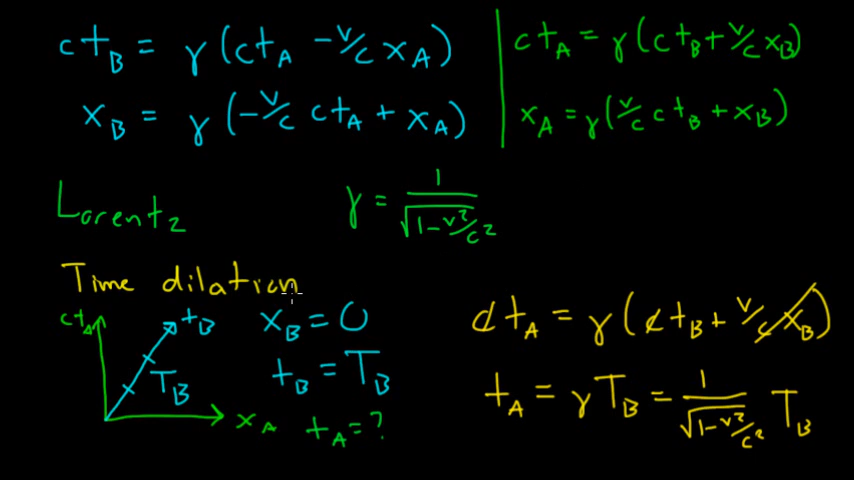 ct_B = γ(ct_A - v/c x_A)
x_B = γ(-v/c ct_A + x_A)
ct_A = γ(ct_B + v/c x_B)
x_A = γ(v/c ct_B + x_B)
Lorentz
γ = 1/√(1-v²/c²)
Time dilation
ct_A
t_B
T_B
x_A
x_B = 0
t_B = T_B
t_A = ?
ct_A = γ(ct_B + v/c x_B)
t_A = γT_B = 1/√(1-v²/c²) T_B